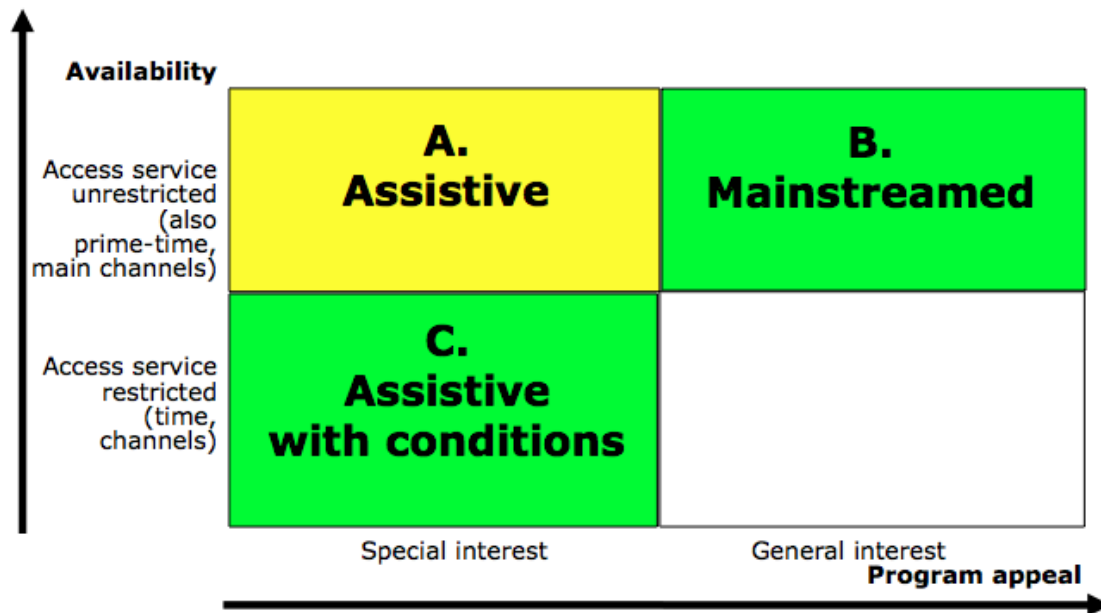 Availability
Access service
unrestricted
(also
prime-time,
main channels)
A.
Assistive
B.
Mainstreamed
Access service
restricted
(time,
channels)
C.
Assistive
with conditions
Special interest
General interest
Program appeal